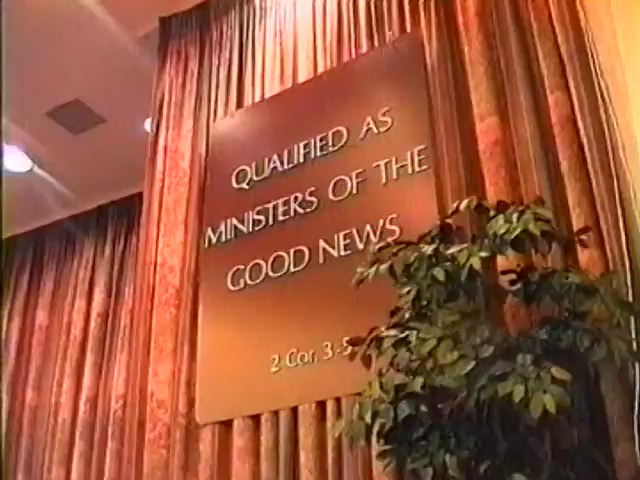 QUALIFIED AS
MINISTERS OF THE
GOOD NEWS
2 Cor. 3:5